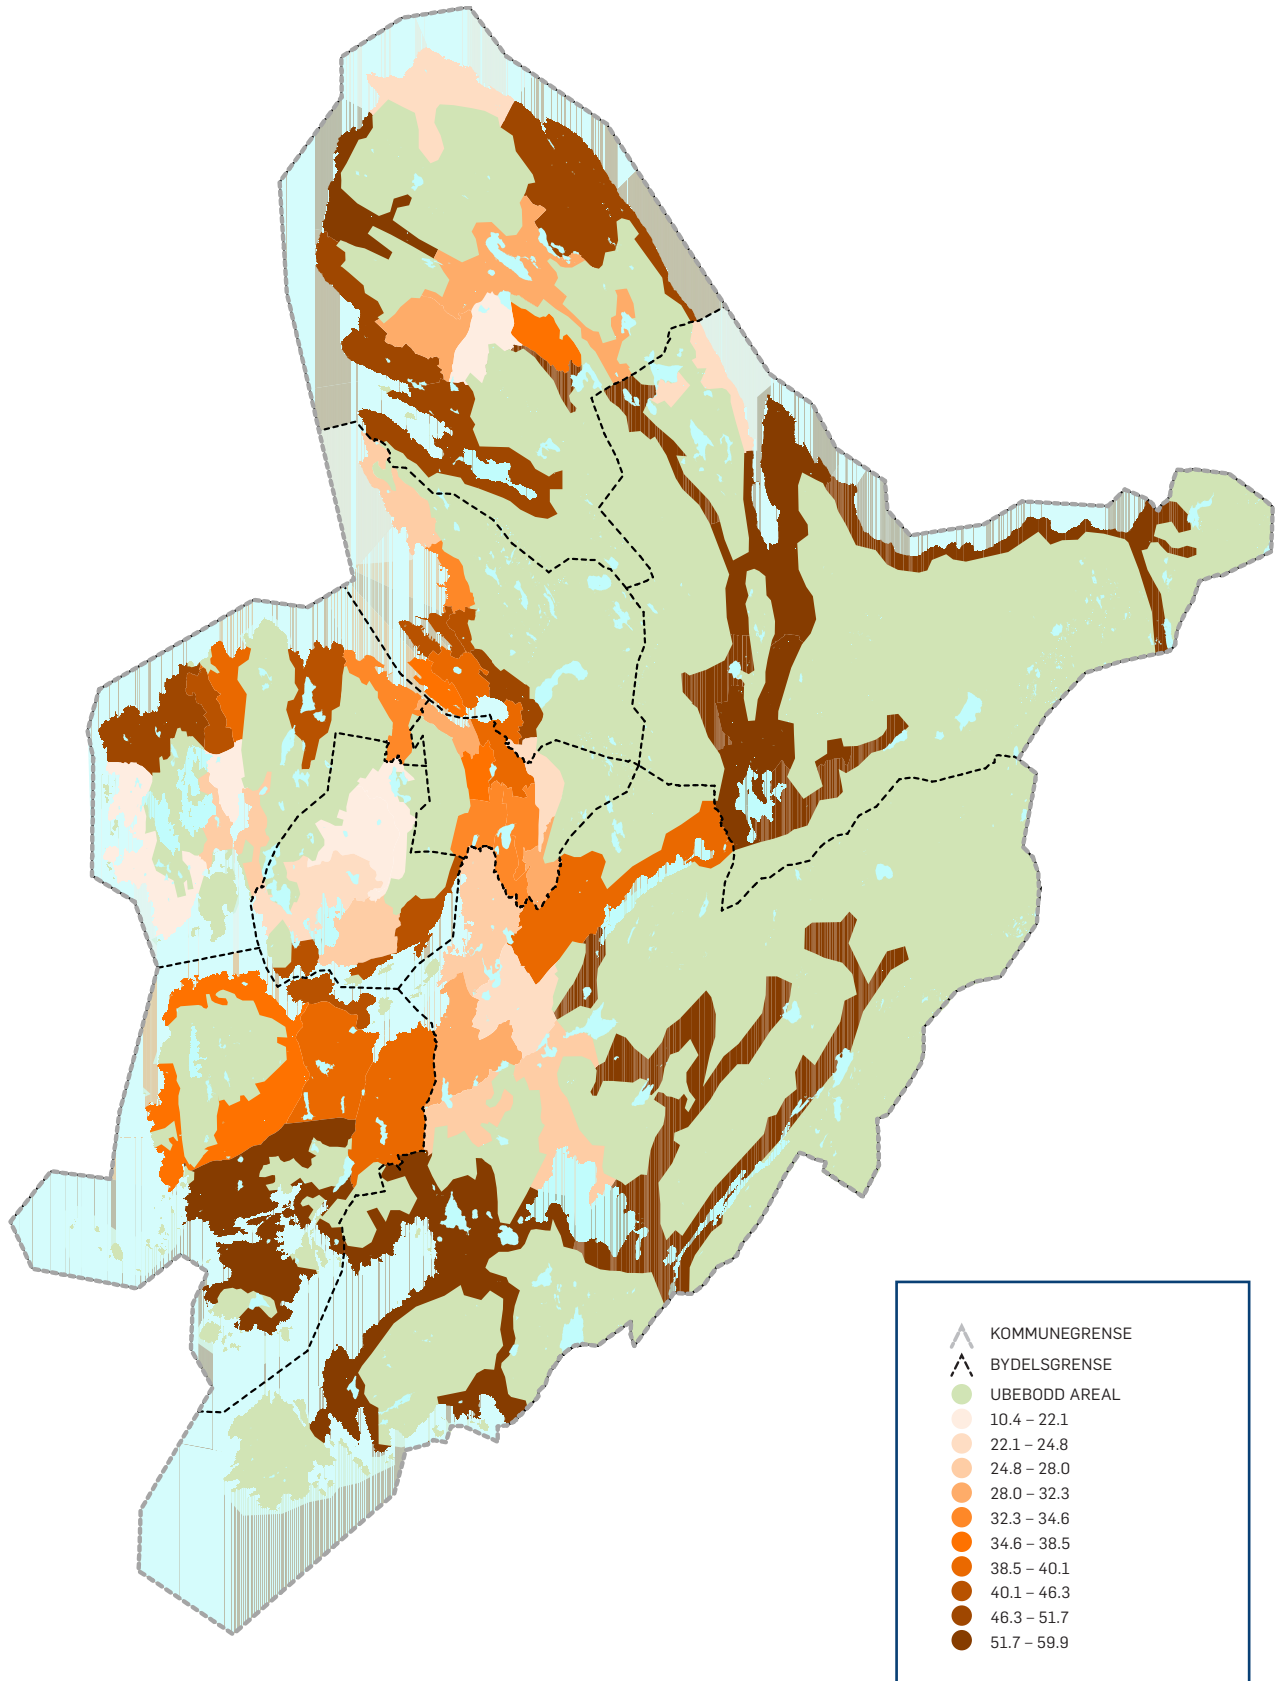 KOMMUNEGRENSE
BYDELSGRENSE
UBEBODD AREAL
10.4 – 22.1
22.1 – 24.8
24.8 – 28.0
28.0 – 32.3
32.3 – 34.6
34.6 – 38.5
38.5 – 40.1
40.1 – 46.3
46.3 – 51.7
51.7 – 59.9